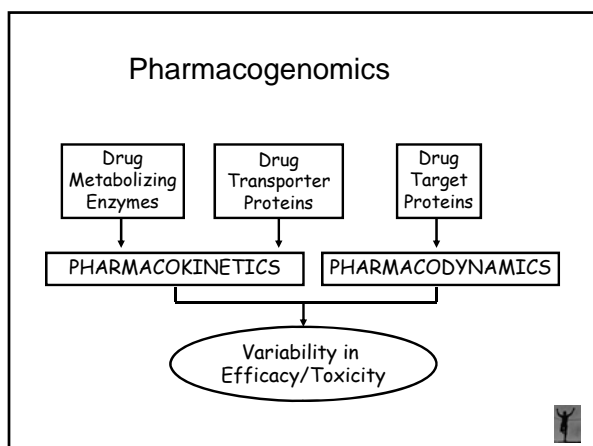 Pharmacogenomics
Drug
Metabolizing
Enzymes
Drug
Transporter
Proteins
Drug
Target
Proteins
PHARMACOKINETICS
PHARMACODYNAMICS
Variability in
Efficacy/Toxicity